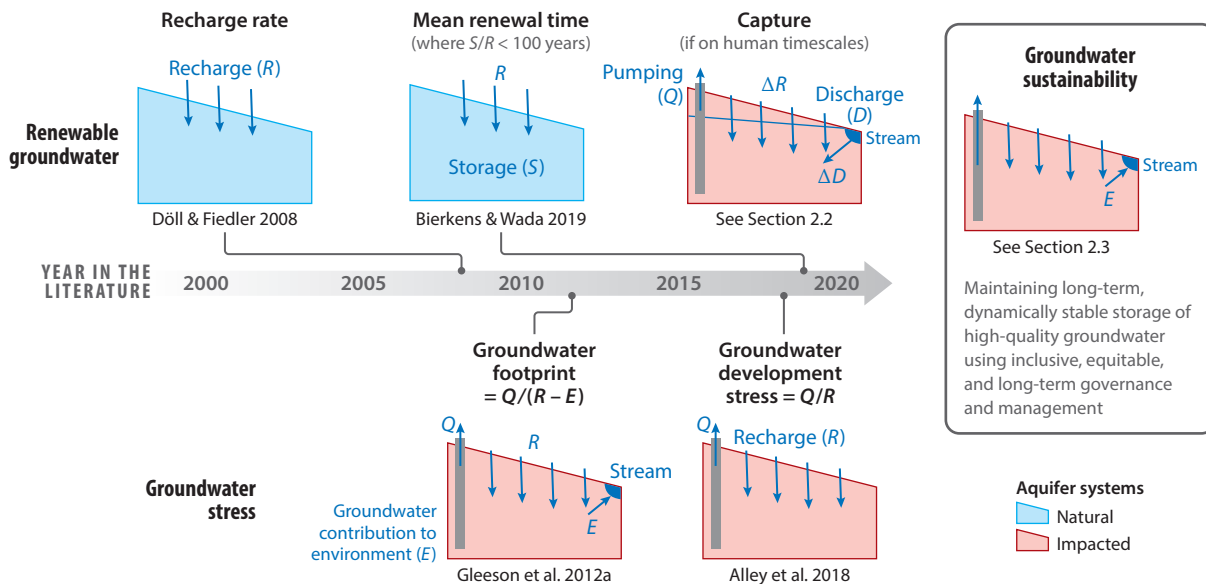 Recharge rate
Recharge (R)
Döll & Fiedler 2008
Mean renewal time
(where S/R < 100 years)
R
Storage (S)
Bierkens & Wada 2019
Capture
(if on human timescales)
Pumping
(Q)
ΔR
Discharge
(D)
Stream
ΔD
See Section 2.2
Renewable
groundwater
Groundwater
sustainability
Stream
E
See Section 2.3
Maintaining long-term,
dynamically stable storage of
high-quality groundwater
using inclusive, equitable,
and long-term governance
and management
YEAR IN THE
LITERATURE
2000
2005
2010
2015
2020
Groundwater
footprint
= Q/(R – E)
Q
R
Stream
E
Groundwater
contribution to
environment (E)
Gleeson et al. 2012a
Groundwater
development
stress = Q/R
Q
Recharge (R)
Alley et al. 2018
Groundwater
stress
Aquifer systems
Natural
Impacted